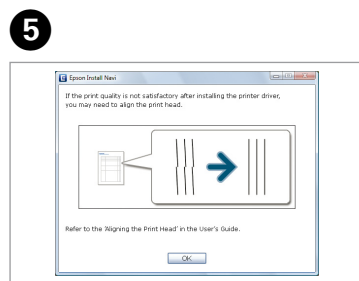 5
Epson Install Navi
If the print quality is not satisfactory after installing the printer driver,
you may need to align the print head.
Refer to the 'Aligning the Print Head' in the User's Guide.
OK